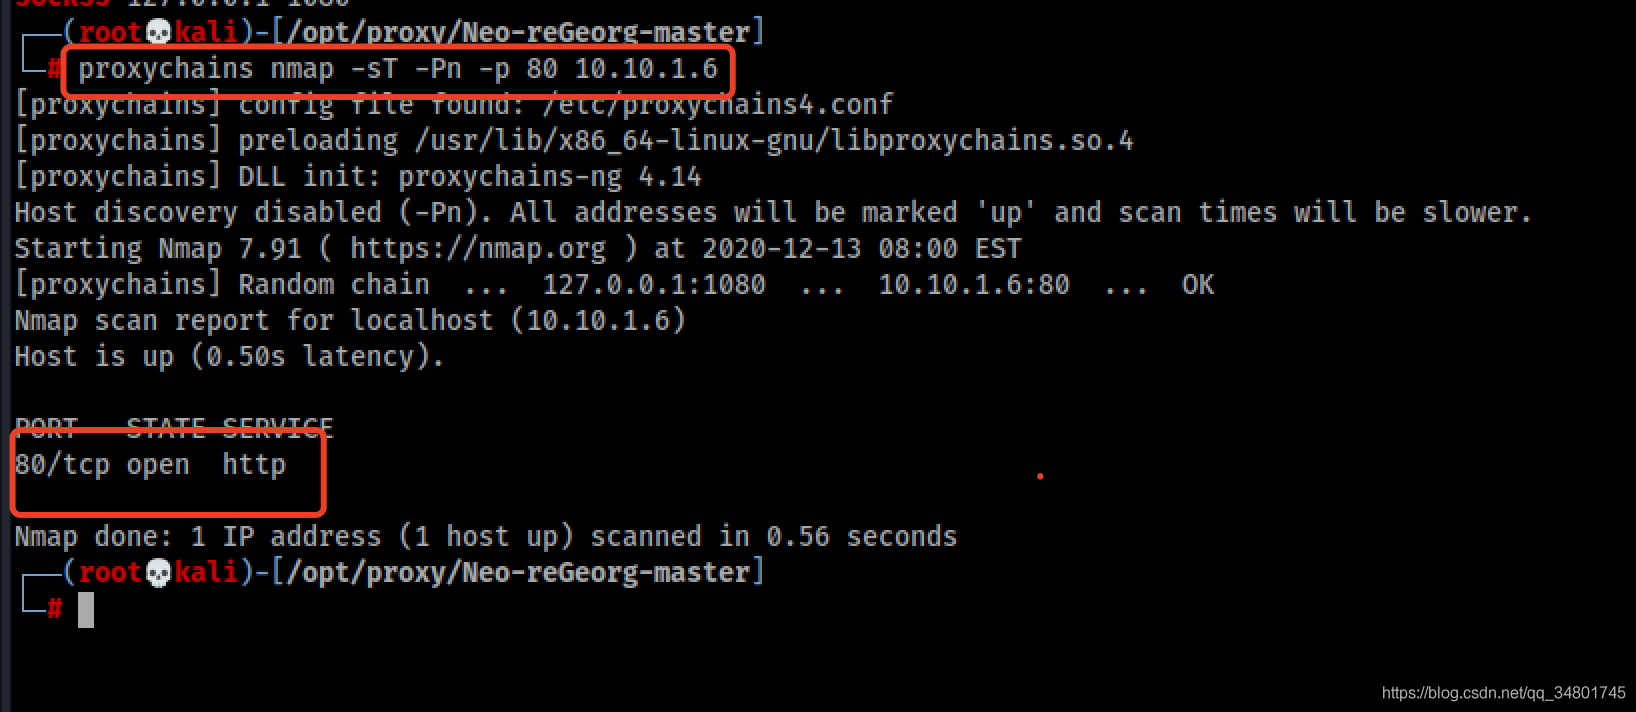 socks5 127.0.0.1 1080
(root💀kali)-[/opt/proxy/Neo-reGeorg-master]
# proxychains nmap -sT -Pn -p 80 10.10.1.6
[proxychains] config file found: /etc/proxychains4.conf
[proxychains] preloading /usr/lib/x86_64-linux-gnu/libproxychains.so.4
[proxychains] DLL init: proxychains-ng 4.14
Host discovery disabled (-Pn). All addresses will be marked 'up' and scan times will be slower.
Starting Nmap 7.91 ( https://nmap.org ) at 2020-12-13 08:00 EST
[proxychains] Random chain  ...  127.0.0.1:1080  ...  10.10.1.6:80  ...  OK
Nmap scan report for localhost (10.10.1.6)
Host is up (0.50s latency).
PORT   STATE SERVICE
80/tcp open  http
Nmap done: 1 IP address (1 host up) scanned in 0.56 seconds
(root💀kali)-[/opt/proxy/Neo-reGeorg-master]
#
https://blog.csdn.net/qq_34801745